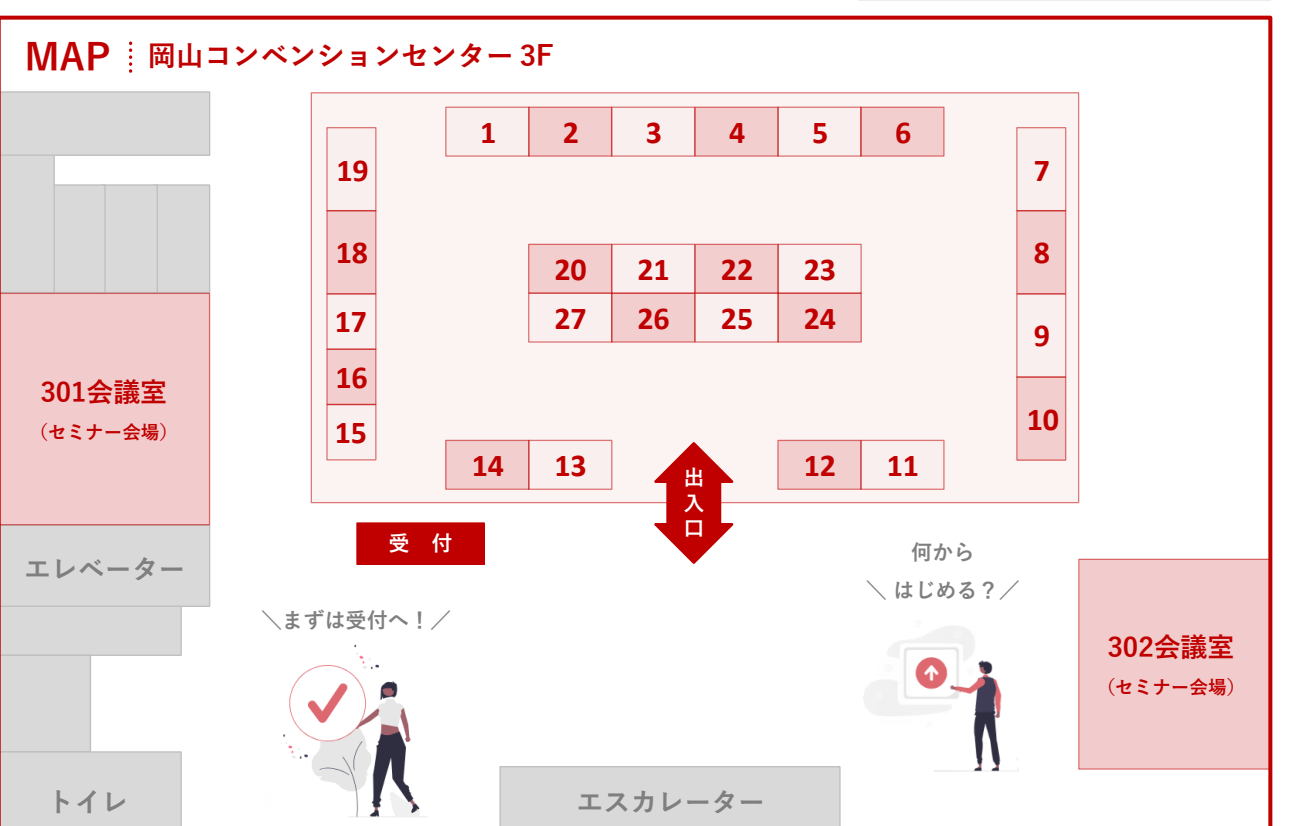 MAP 岡山コンベンションセンター 3F
1 2 3 4 5 6
19
18
17
16
15
7
8
9
10
20 21 22 23
27 26 25 24
14 13
12 11
出入口
受 付
301会議室
（セミナー会場）
エレベーター
＼まずは受付へ！／
何から
＼ はじめる？／
302会議室
（セミナー会場）
トイレ
エスカレーター